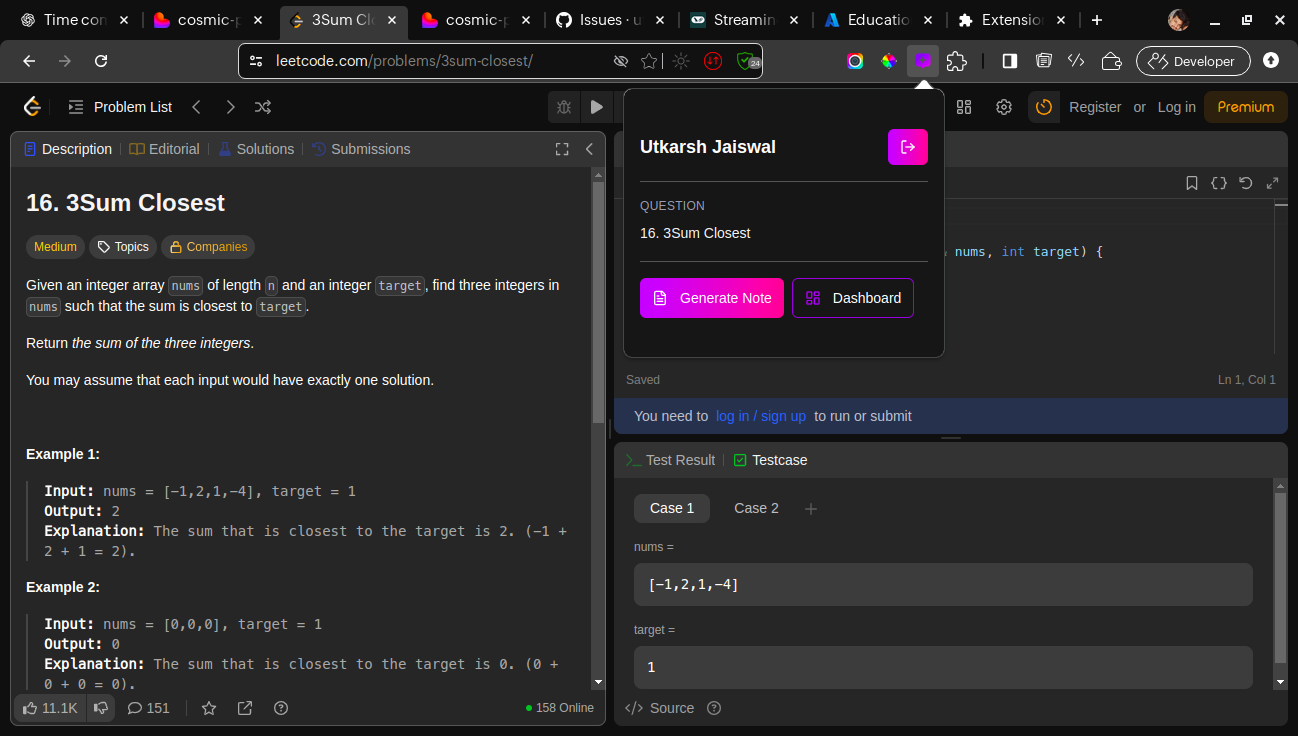 Time con
cosmic-p
3Sum Cl
cosmic-p
Issues · u
Streamin
Educatio
Extension
leetcode.com/problems/3sum-closest/
24
Developer
Problem List
Register or Log in
Premium
Description
Editorial
Solutions
Submissions
16. 3Sum Closest
Medium
Topics
Companies
Given an integer array nums of length n and an integer target, find three integers in
nums such that the sum is closest to target.
Return the sum of the three integers.
You may assume that each input would have exactly one solution.
Example 1:
Input: nums = [-1,2,1,-4], target = 1
Output: 2
Explanation: The sum that is closest to the target is 2. (-1 +
2 + 1 = 2).
Example 2:
Input: nums = [0,0,0], target = 1
Output: 0
Explanation: The sum that is closest to the target is 0. (0 +
0 + 0 = 0).
11.1K
151
158 Online
Utkarsh Jaiswal
QUESTION
16. 3Sum Closest
Generate Note
Dashboard
nums, int target) {
Saved
Ln 1, Col 1
You need to log in / sign up to run or submit
Test Result
Testcase
Case 1
Case 2
nums =
[-1,2,1,-4]
target =
1
Source